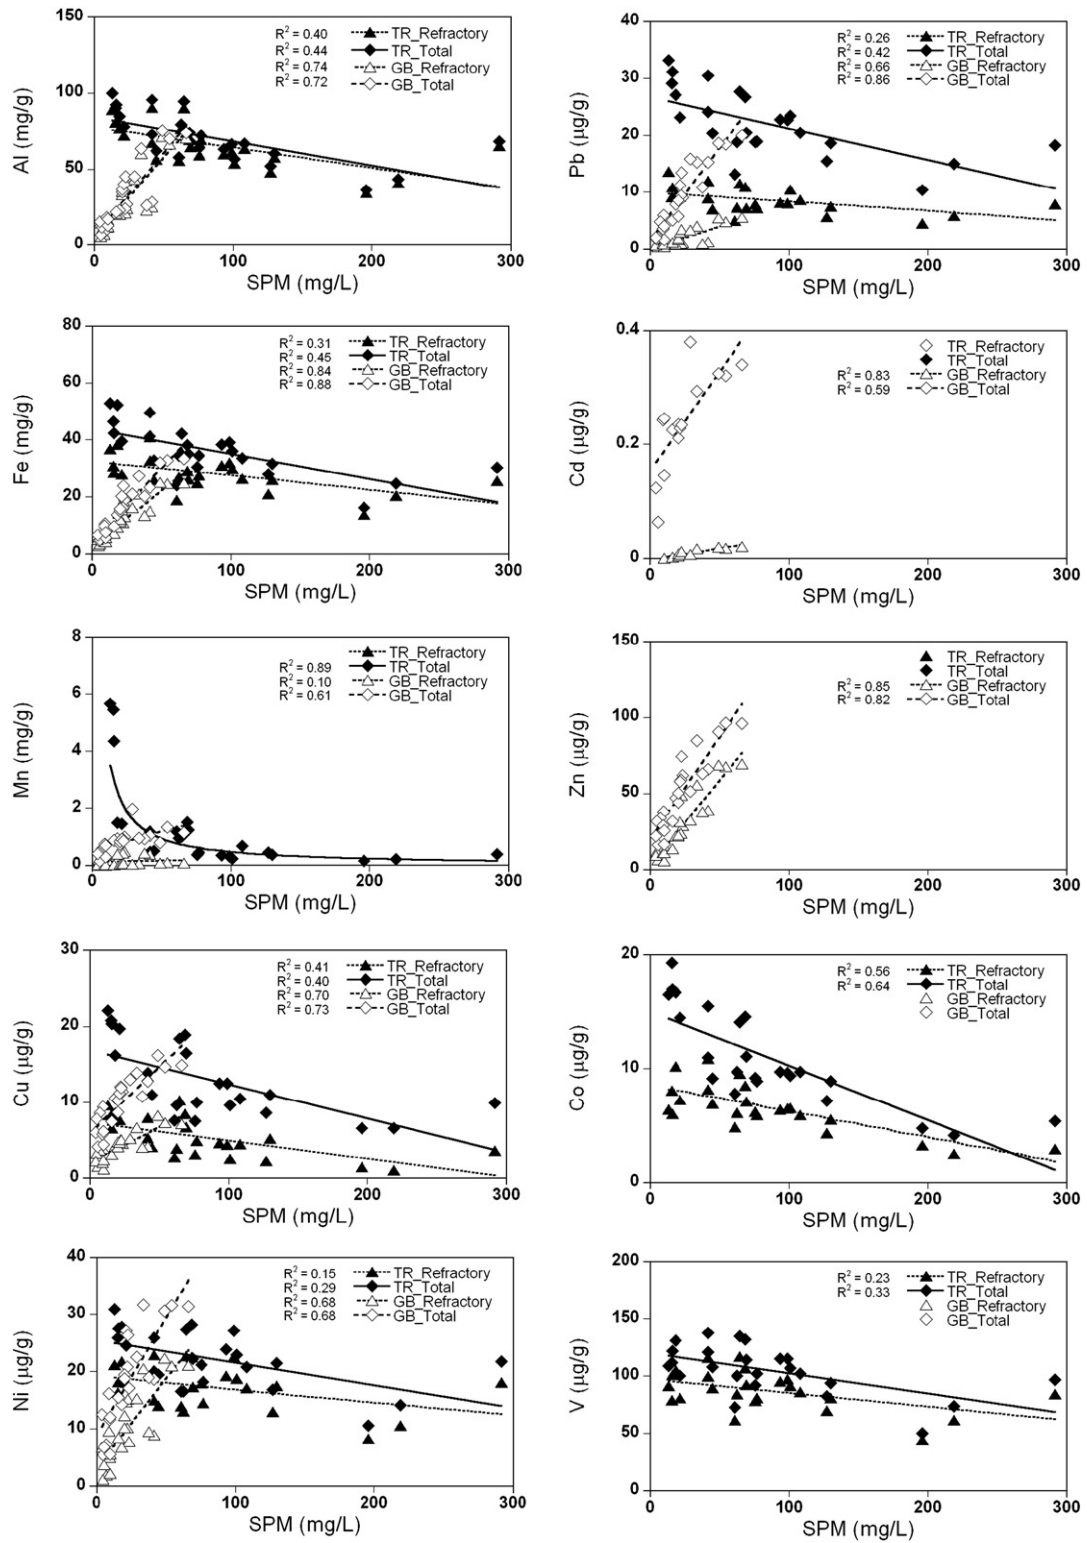 150
100
50
0
Al (mg/g)
R² = 0.40 TR_Refractory
R² = 0.44 TR_Total
R² = 0.74 GB_Refractory
R² = 0.72 GB_Total
0 100 200 300
SPM (mg/L)
40
30
20
10
0
Pb (µg/g)
R² = 0.26 TR_Refractory
R² = 0.42 TR_Total
R² = 0.66 GB_Refractory
R² = 0.86 GB_Total
0 100 200 300
SPM (mg/L)
80
60
40
20
0
Fe (mg/g)
R² = 0.31 TR_Refractory
R² = 0.45 TR_Total
R² = 0.84 GB_Refractory
R² = 0.88 GB_Total
0 100 200 300
SPM (mg/L)
0.4
0.2
0
Cd (µg/g)
TR_Refractory
TR_Total
R² = 0.83 GB_Refractory
R² = 0.59 GB_Total
0 100 200 300
SPM (mg/L)
8
6
4
2
0
Mn (mg/g)
TR_Refractory
R² = 0.89 TR_Total
R² = 0.10 GB_Refractory
R² = 0.61 GB_Total
0 100 200 300
SPM (mg/L)
150
100
50
0
Zn (µg/g)
TR_Refractory
TR_Total
R² = 0.85 GB_Refractory
R² = 0.82 GB_Total
0 100 200 300
SPM (mg/L)
30
20
10
0
Cu (µg/g)
R² = 0.41 TR_Refractory
R² = 0.40 TR_Total
R² = 0.70 GB_Refractory
R² = 0.73 GB_Total
0 100 200 300
SPM (mg/L)
20
10
0
Co (µg/g)
R² = 0.56 TR_Refractory
R² = 0.64 TR_Total
GB_Refractory
GB_Total
0 100 200 300
SPM (mg/L)
40
30
20
10
0
Ni (µg/g)
R² = 0.15 TR_Refractory
R² = 0.29 TR_Total
R² = 0.68 GB_Refractory
R² = 0.68 GB_Total
0 100 200 300
SPM (mg/L)
200
150
100
50
0
V (µg/g)
R² = 0.23 TR_Refractory
R² = 0.33 TR_Total
GB_Refractory
GB_Total
0 100 200 300
SPM (mg/L)